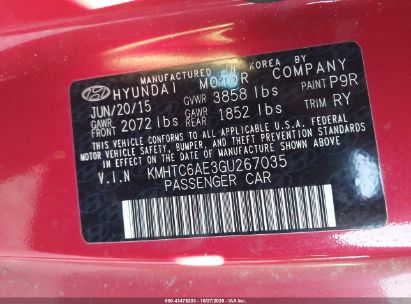 MANUFACTURED IN KOREA BY
HYUNDAI MOTOR COMPANY
JUN/20/15 GVWR 3858 lbs PAINT P9R
GAWR FRONT 2072 lbs GAWR REAR 1852 lbs TRIM RY
THIS VEHICLE CONFORMS TO ALL APPLICABLE U.S. FEDERAL
MOTOR VEHICLE SAFETY, BUMPER, AND THEFT PREVENTION
STANDARDS IN EFFECT ON THE DATE OF MANUFACTURE SHOWN ABOVE.
V.I.N KMHTC6AE3GU267035
PASSENGER CAR